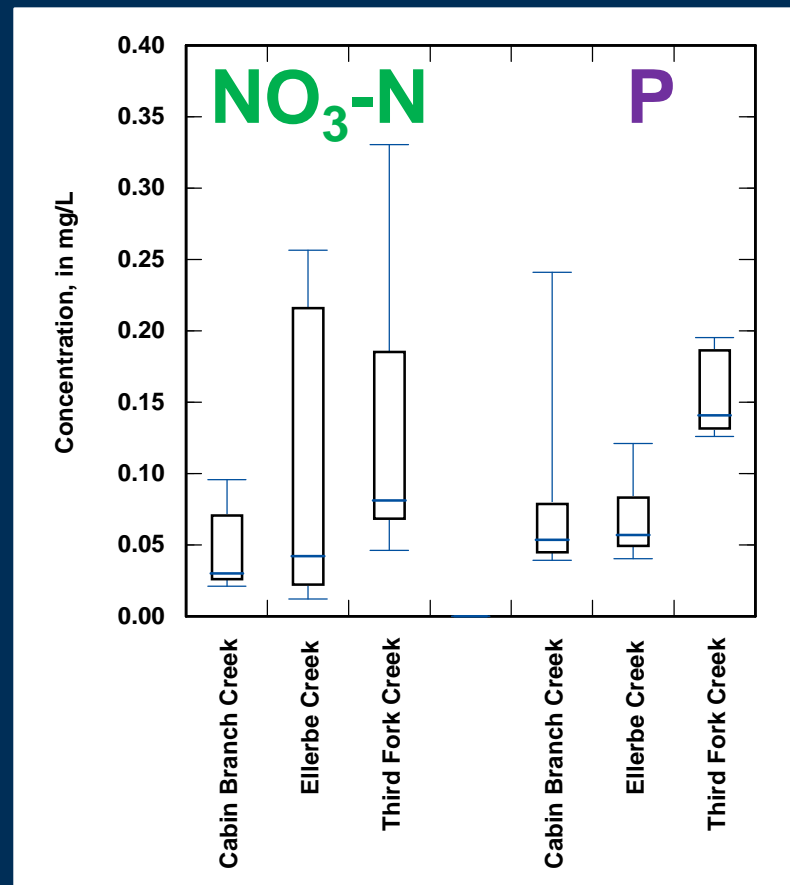 NO₃-N
P
Concentration, in mg/L
0.40
0.35
0.30
0.25
0.20
0.15
0.10
0.05
0.00
Cabin Branch Creek
Ellerbe Creek
Third Fork Creek
Cabin Branch Creek
Ellerbe Creek
Third Fork Creek